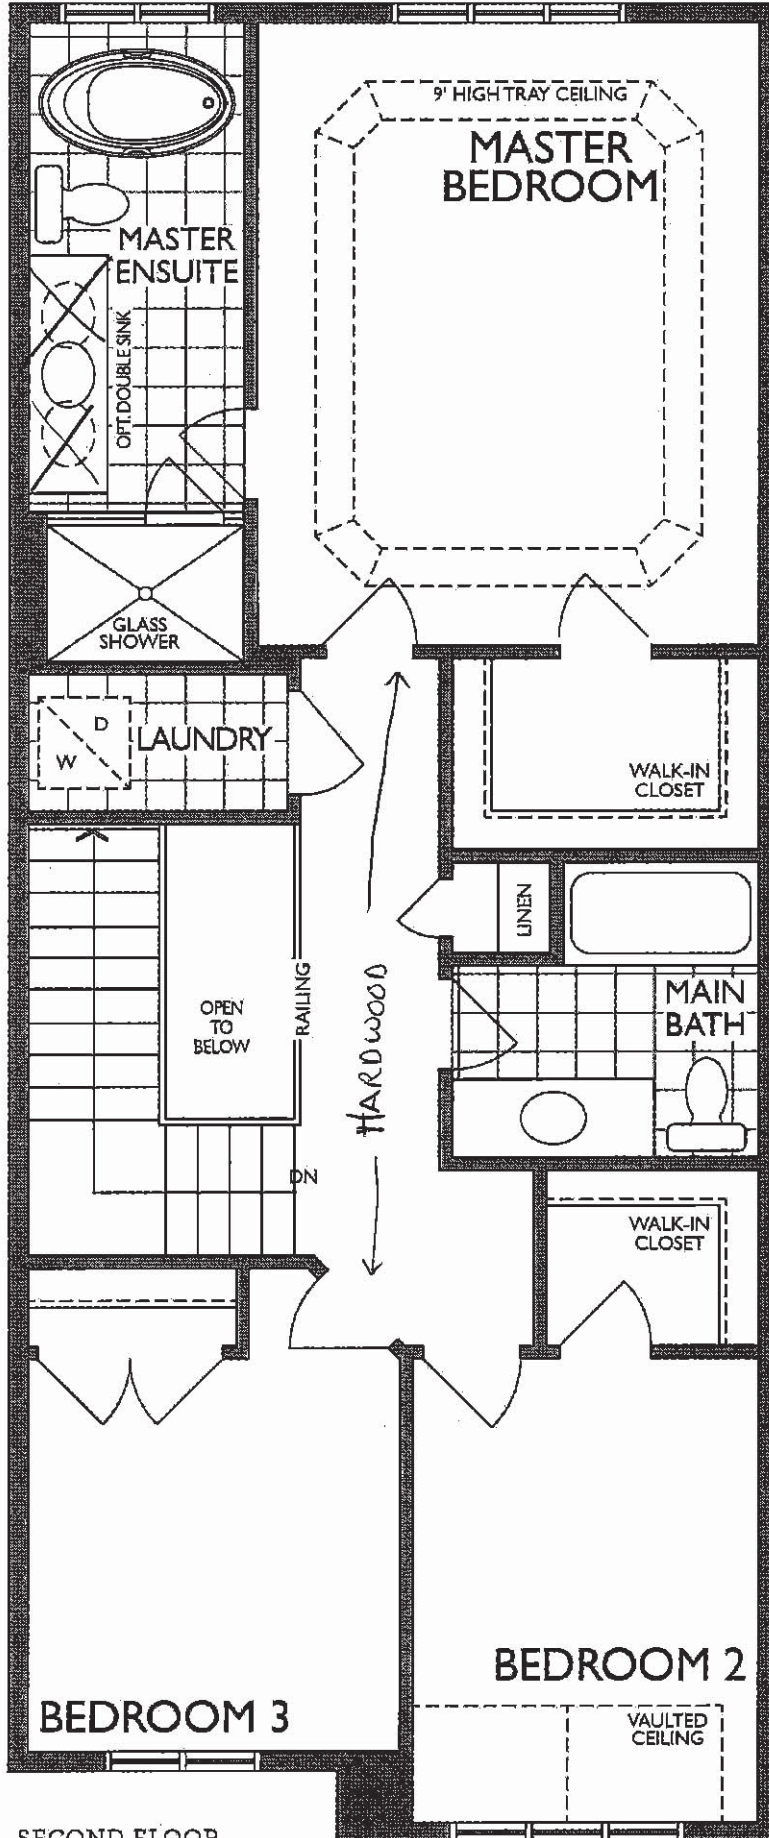 9' HIGH TRAY CEILING
MASTER
BEDROOM
MASTER
ENSUITE
OPT. DOUBLE SINK
GLASS
SHOWER
D
W
LAUNDRY
WALK-IN
CLOSET
LINEN
OPEN
TO
BELOW
RAILING
HARDWOOD
MAIN
BATH
DN
WALK-IN
CLOSET
BEDROOM 2
BEDROOM 3
VAULTED
CEILING
SECOND FLOOR